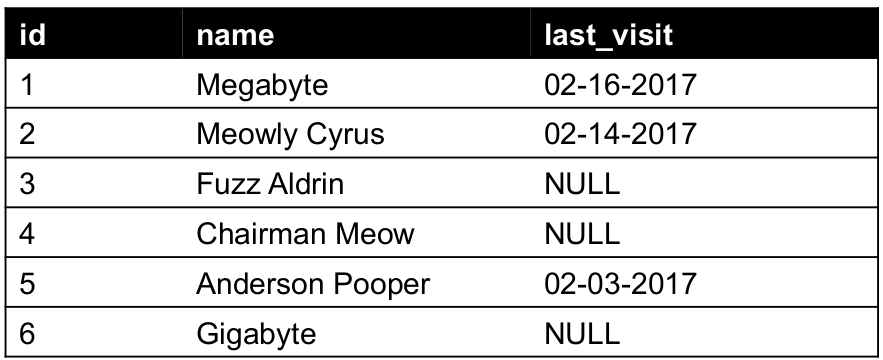 id name last_visit
1 Megabyte 02-16-2017
2 Meowly Cyrus 02-14-2017
3 Fuzz Aldrin NULL
4 Chairman Meow NULL
5 Anderson Pooper 02-03-2017
6 Gigabyte NULL